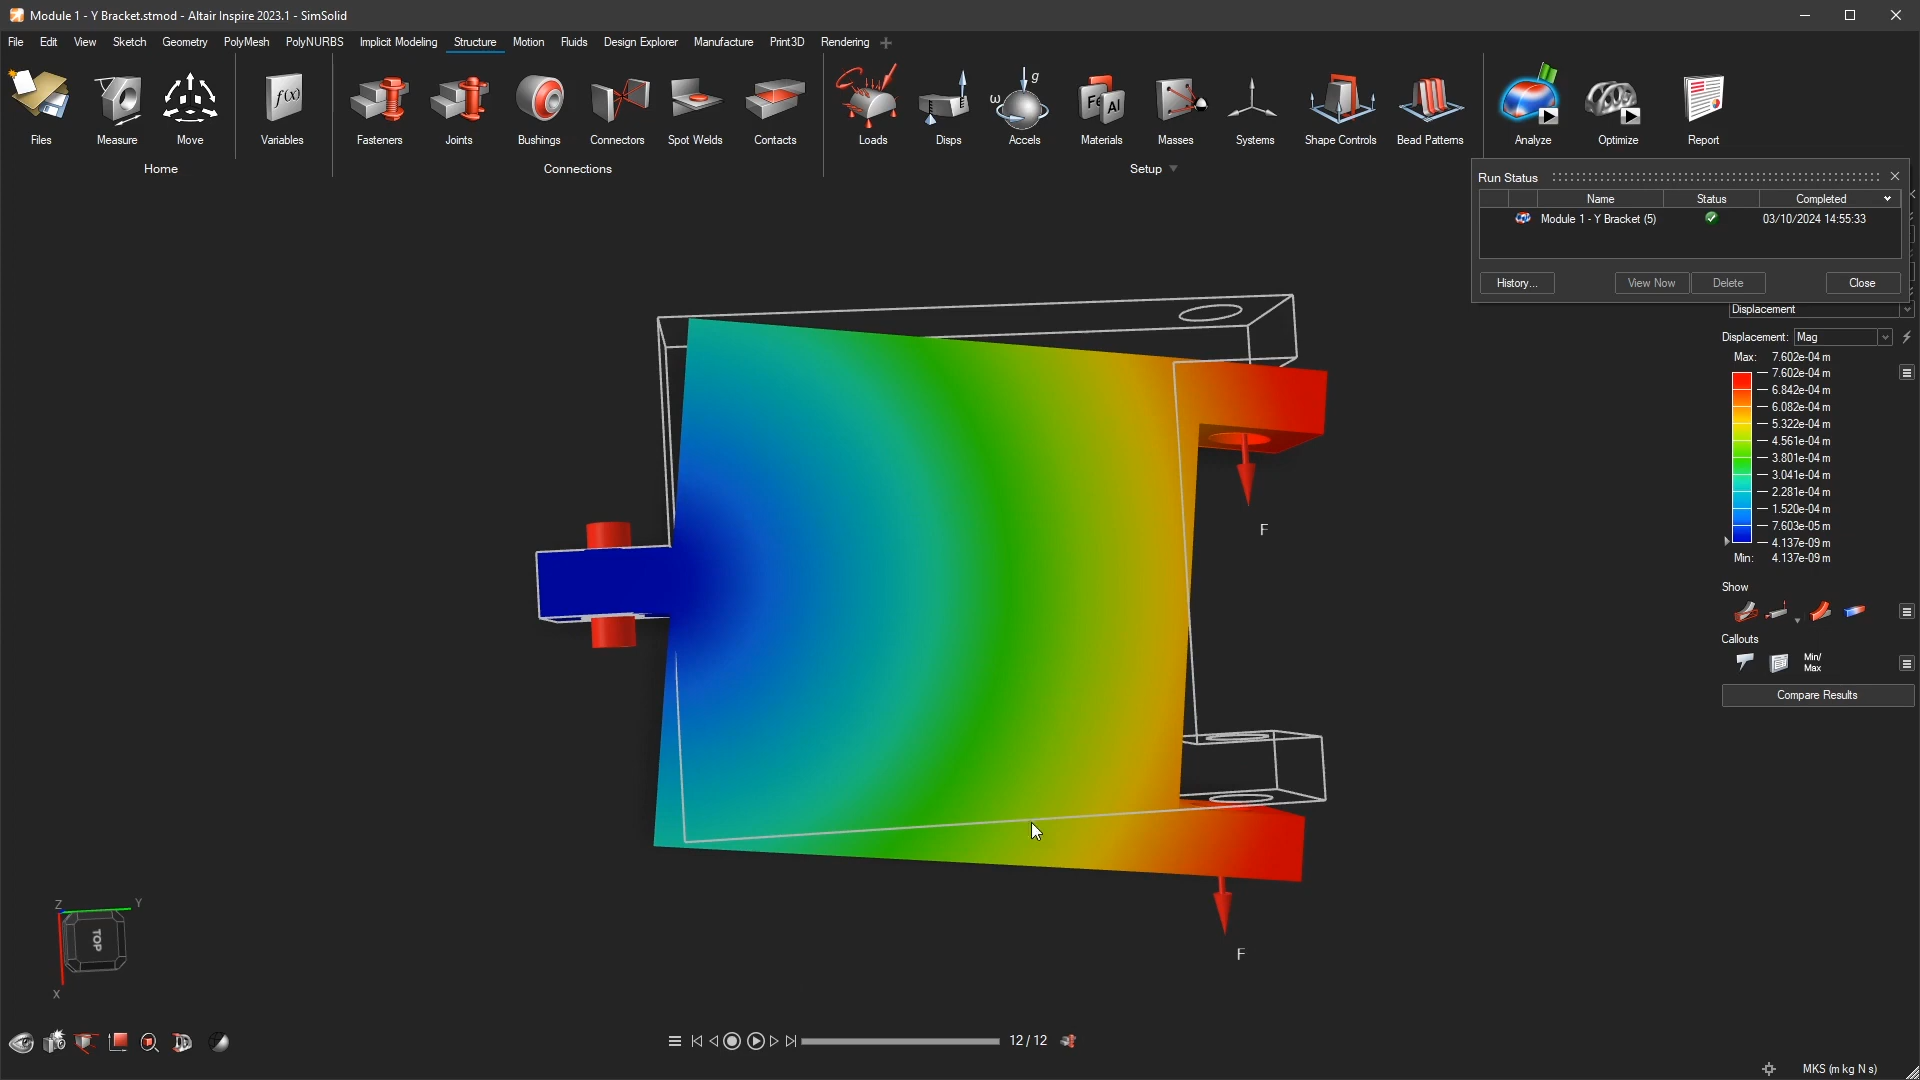 Module 1 - Y Bracket.stmod - Altair Inspire 2023.1 - SimSolid
File Edit View Sketch Geometry PolyMesh PolyNURBS Implicit Modeling Structure Motion Fluids Design Explorer Manufacture Print3D Rendering
f(x) Fe Al ω g
Files Measure Move Variables Fasteners Joints Bushings Connectors Spot Welds Contacts Loads Disps Accels Materials Masses Systems Shape Controls Bead Patterns Analyze Optimize Report
Home Connections Setup
Run Status
Name Status Completed
Module 1 - Y Bracket (5) 03/10/2024 14:55:33
History... View Now Delete Close
Displacement
Displacement: Mag
Max: 7.602e-04 m
7.602e-04 m
6.842e-04 m
6.082e-04 m
5.322e-04 m
4.561e-04 m
3.801e-04 m
3.041e-04 m
2.281e-04 m
1.520e-04 m
7.603e-05 m
4.137e-09 m
Min: 4.137e-09 m
Show
Callouts
Min/
Max
Compare Results
F
F
Z Y
TOP
X
12 / 12
MKS (m kg N s)